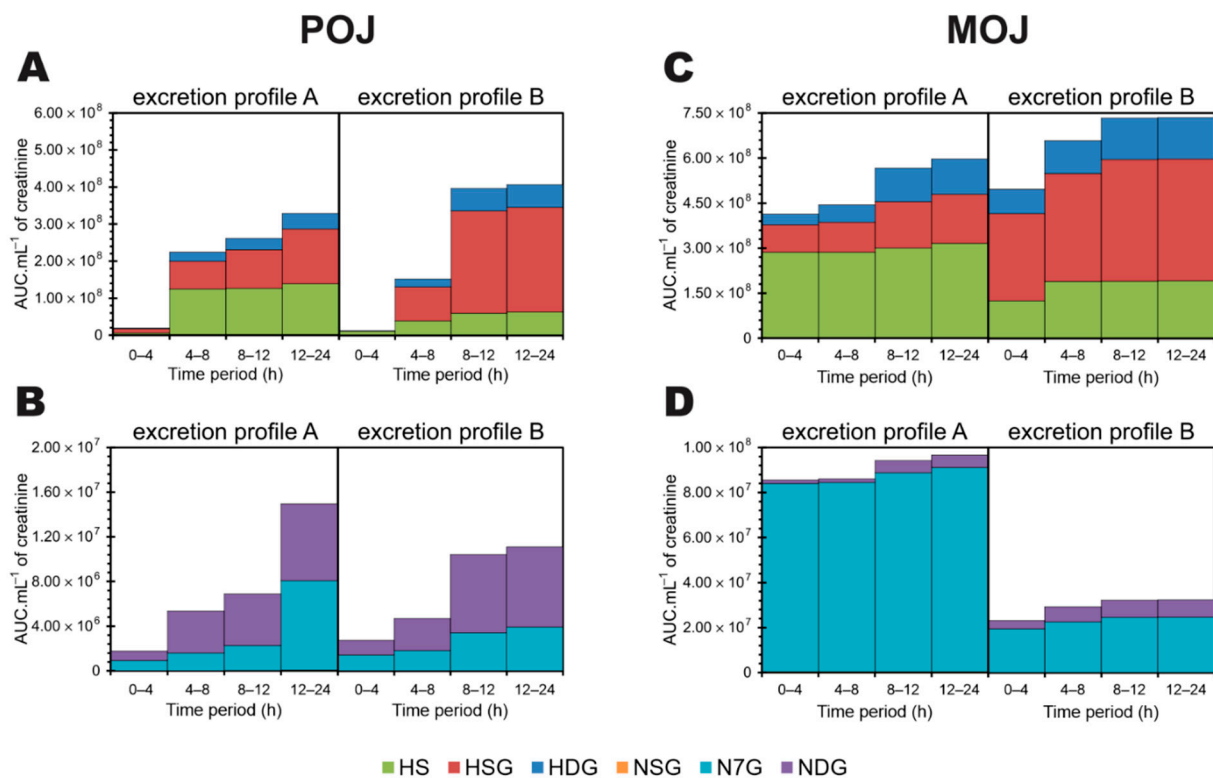 POJ
MOJ
A
excretion profile A
excretion profile B
AUC.mL⁻¹ of creatinine
6.00 × 10⁸
5.00 × 10⁸
4.00 × 10⁸
3.00 × 10⁸
2.00 × 10⁸
1.00 × 10⁸
0
0–4
4–8
8–12
12–24
0–4
4–8
8–12
12–24
Time period (h)
Time period (h)
B
excretion profile A
excretion profile B
AUC.mL⁻¹ of creatinine
2.00 × 10⁷
1.60 × 10⁷
1.20 × 10⁷
8.00 × 10⁶
4.00 × 10⁶
0
0–4
4–8
8–12
12–24
0–4
4–8
8–12
12–24
Time period (h)
Time period (h)
C
excretion profile A
excretion profile B
AUC.mL⁻¹ of creatinine
7.50 × 10⁸
6.00 × 10⁸
4.50 × 10⁸
3.00 × 10⁸
1.50 × 10⁸
0
0–4
4–8
8–12
12–24
0–4
4–8
8–12
12–24
Time period (h)
Time period (h)
D
excretion profile A
excretion profile B
AUC.mL⁻¹ of creatinine
1.00 × 10⁸
8.00 × 10⁷
6.00 × 10⁷
4.00 × 10⁷
2.00 × 10⁷
0
0–4
4–8
8–12
12–24
0–4
4–8
8–12
12–24
Time period (h)
Time period (h)
HS HSG HDG NSG N7G NDG